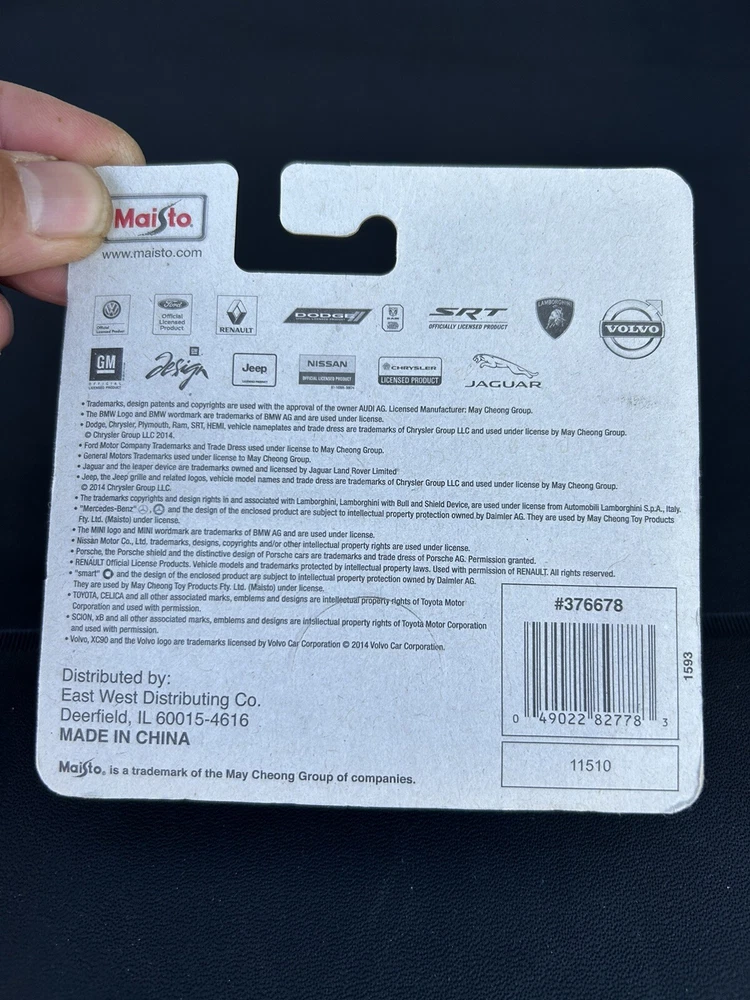 Maisto
www.maisto.com
Official Licensed Product
Ford
Official
Licensed
Product
RENAULT
DODGE
SRT
OFFICIALLY LICENSED PRODUCT
LAMBORGHINI
VOLVO
GM
OFFICIAL
LICENSED PRODUCT
GM
design
Jeep
LICENSED PRODUCT
NISSAN
OFFICIAL LICENSED PRODUCT
CHRYSLER
LICENSED PRODUCT
JAGUAR
• Trademarks, design patents and copyrights are used with the approval of the owner AUDI AG. Licensed Manufacturer: May Cheong Group.
• The BMW Logo and BMW wordmark are trademarks of BMW AG and are used under license.
• Dodge, Chrysler, Plymouth, Ram, SRT, HEMI, vehicle nameplates and trade dress are trademarks of Chrysler Group LLC and used under license by May Cheong Group.
© Chrysler Group LLC 2014.
• Ford Motor Company Trademarks and Trade Dress used under license to May Cheong Group.
• General Motors Trademarks used under license to May Cheong Group.
• Jaguar and the leaper device are trademarks owned and licensed by Jaguar Land Rover Limited
• Jeep, the Jeep grille and related logos, vehicle model names and trade dress are trademarks of Chrysler Group LLC and used under license by May Cheong Group.
© 2014 Chrysler Group LLC.
• The trademarks copyrights and design rights in and associated with Lamborghini, Lamborghini with Bull and Shield Device, are used under license from Automobili Lamborghini S.p.A., Italy.
• "Mercedes-Benz" , and the design of the enclosed product are subject to intellectual property protection owned by Daimler AG. They are used by May Cheong Toy Products
Pty. Ltd. (Maisto) under license.
• The MINI logo and MINI wordmark are trademarks of BMW AG and are used under license.
• Nissan Motor Co., Ltd. trademarks, designs, copyrights and/or other intellectual property rights are used under license.
• Porsche, the Porsche shield and the distinctive design of Porsche cars are trademarks and trade dress of Porsche AG. Permission granted.
• RENAULT Official License Products. Vehicle models and trademarks protected by intellectual property laws. Used with permission of RENAULT. All rights reserved.
• "smart" and the design of the enclosed product are subject to intellectual property protection owned by Daimler AG.
They are used by May Cheong Toy Products Pty. Ltd. (Maisto) under license.
• TOYOTA, CELICA and all other associated marks, emblems and designs are intellectual property rights of Toyota Motor
Corporation and used with permission.
• SCION, xB and all other associated marks, emblems and designs are intellectual property rights of Toyota Motor Corporation
and used with permission.
• Volvo, XC90 and the Volvo logo are trademarks licensed by Volvo Car Corporation © 2014 Volvo Car Corporation.
Distributed by:
East West Distributing Co.
Deerfield, IL 60015-4616
MADE IN CHINA
Maisto® is a trademark of the May Cheong Group of companies.
#376678
0 49022 82778 3
11510
1593